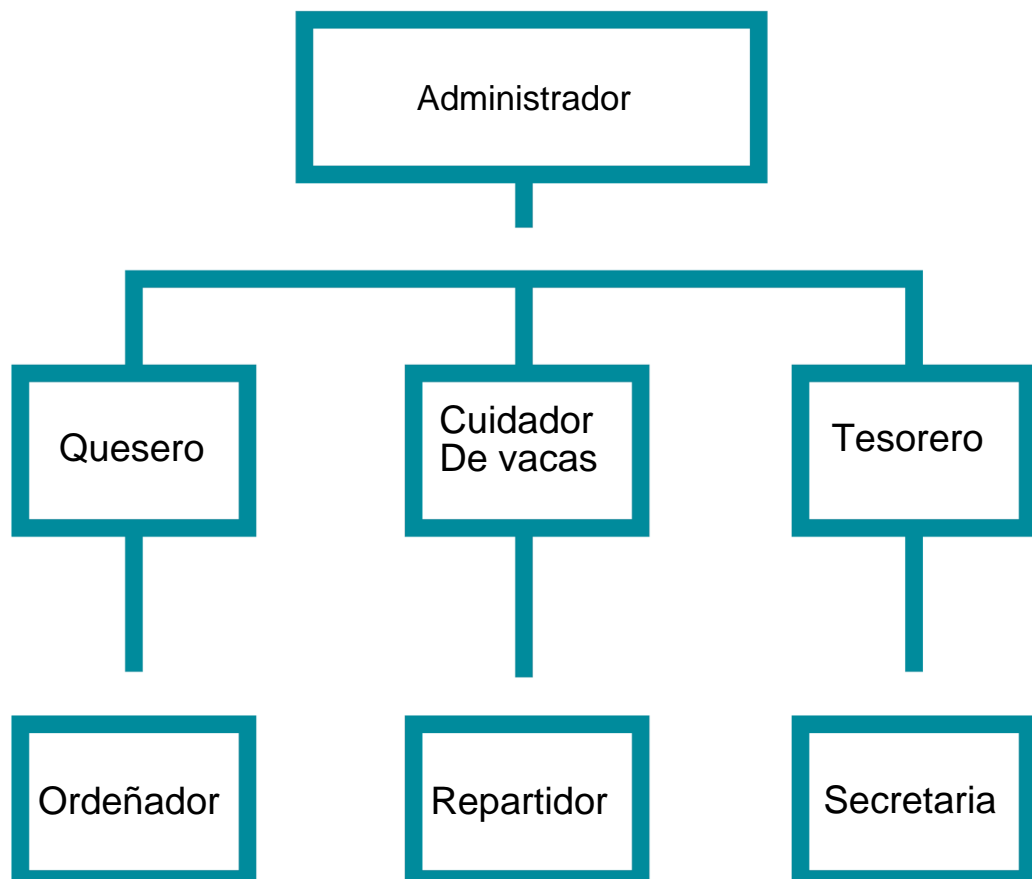 Administrador
Quesero
Cuidador
De vacas
Tesorero
Ordeñador
Repartidor
Secretaria